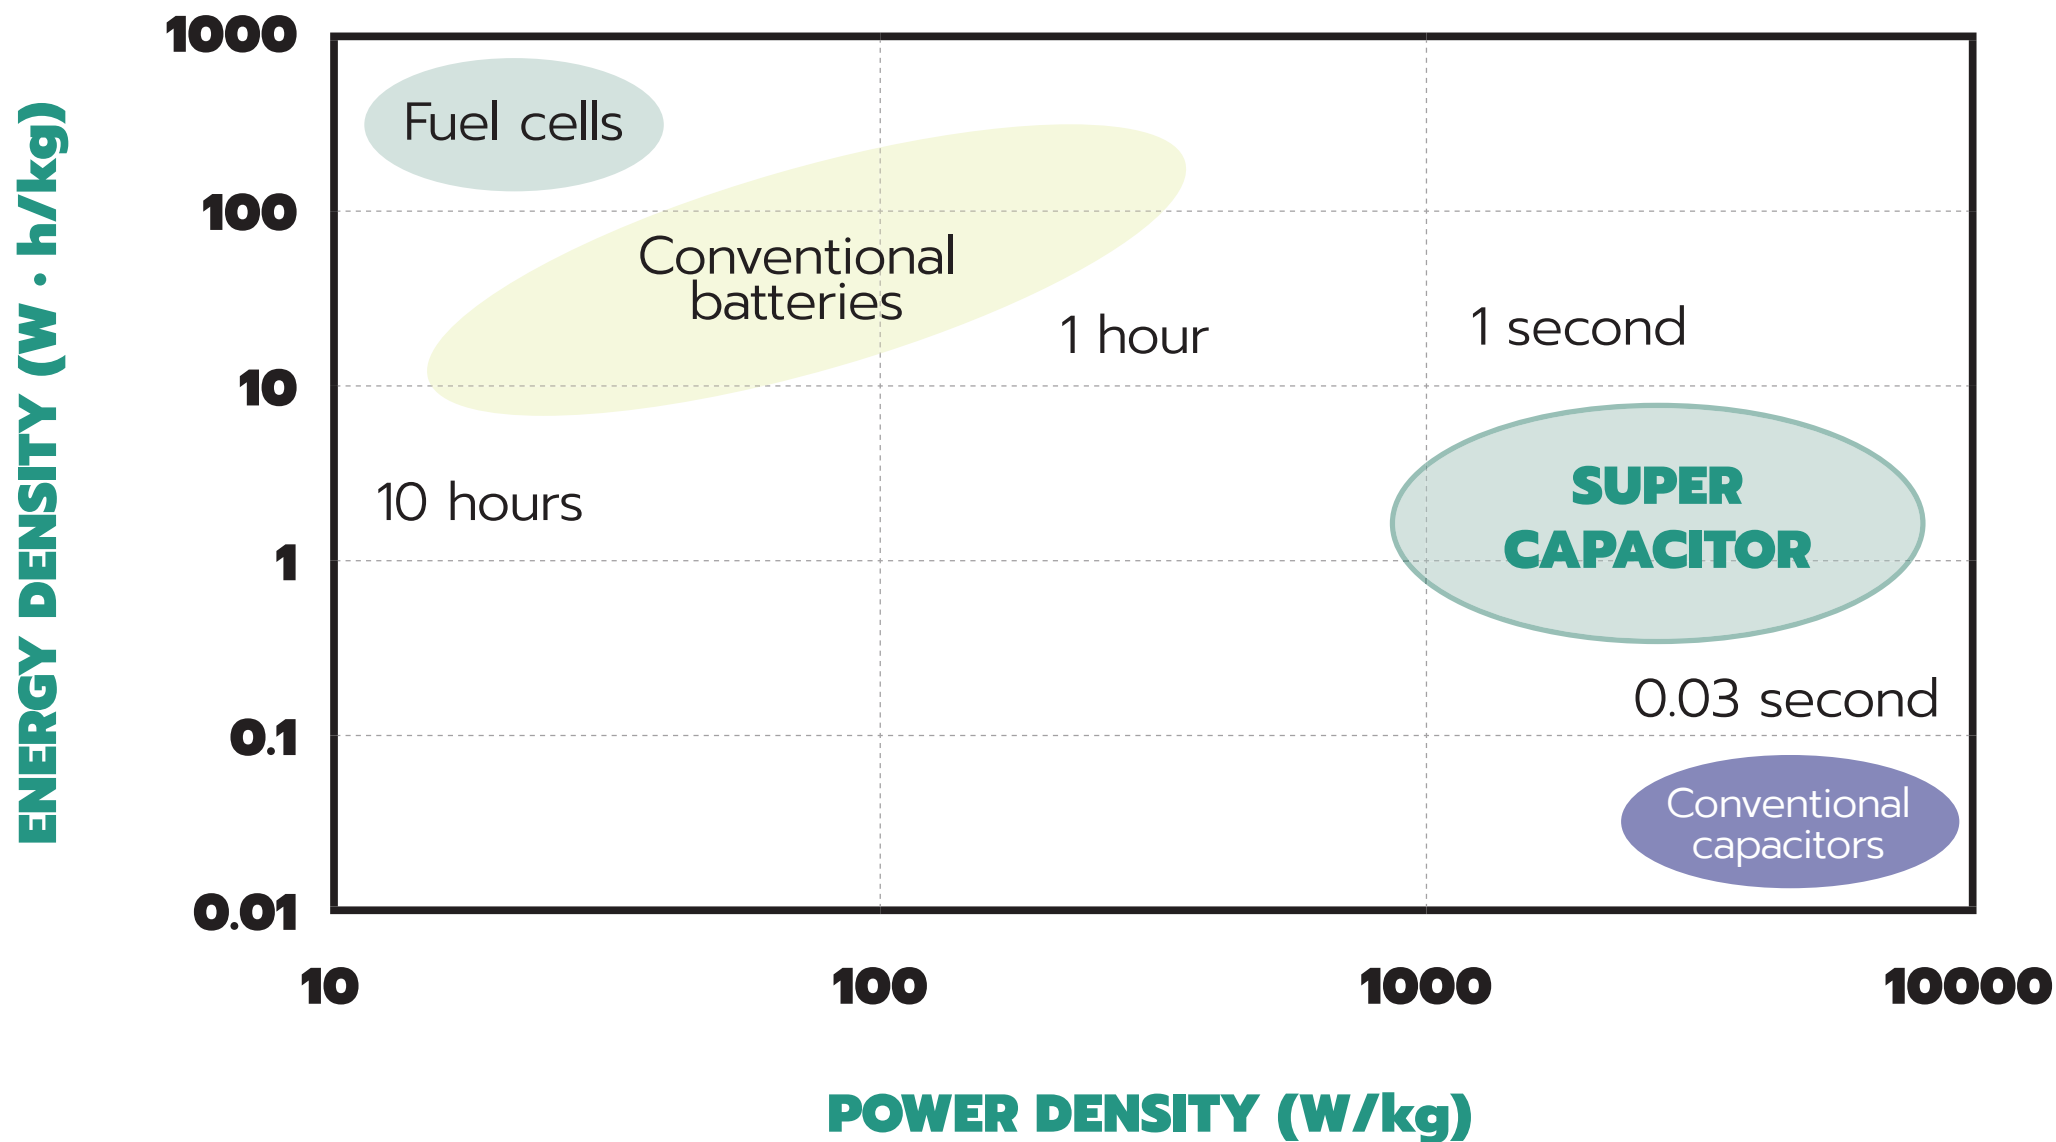 1000
Fuel cells
100
Conventional
batteries
1 hour
1 second
10
SUPER
CAPACITOR
10 hours
1
0.03 second
0.1
Conventional
capacitors
0.01
10
100
1000
10000
ENERGY DENSITY (W · h/kg)
POWER DENSITY (W/kg)